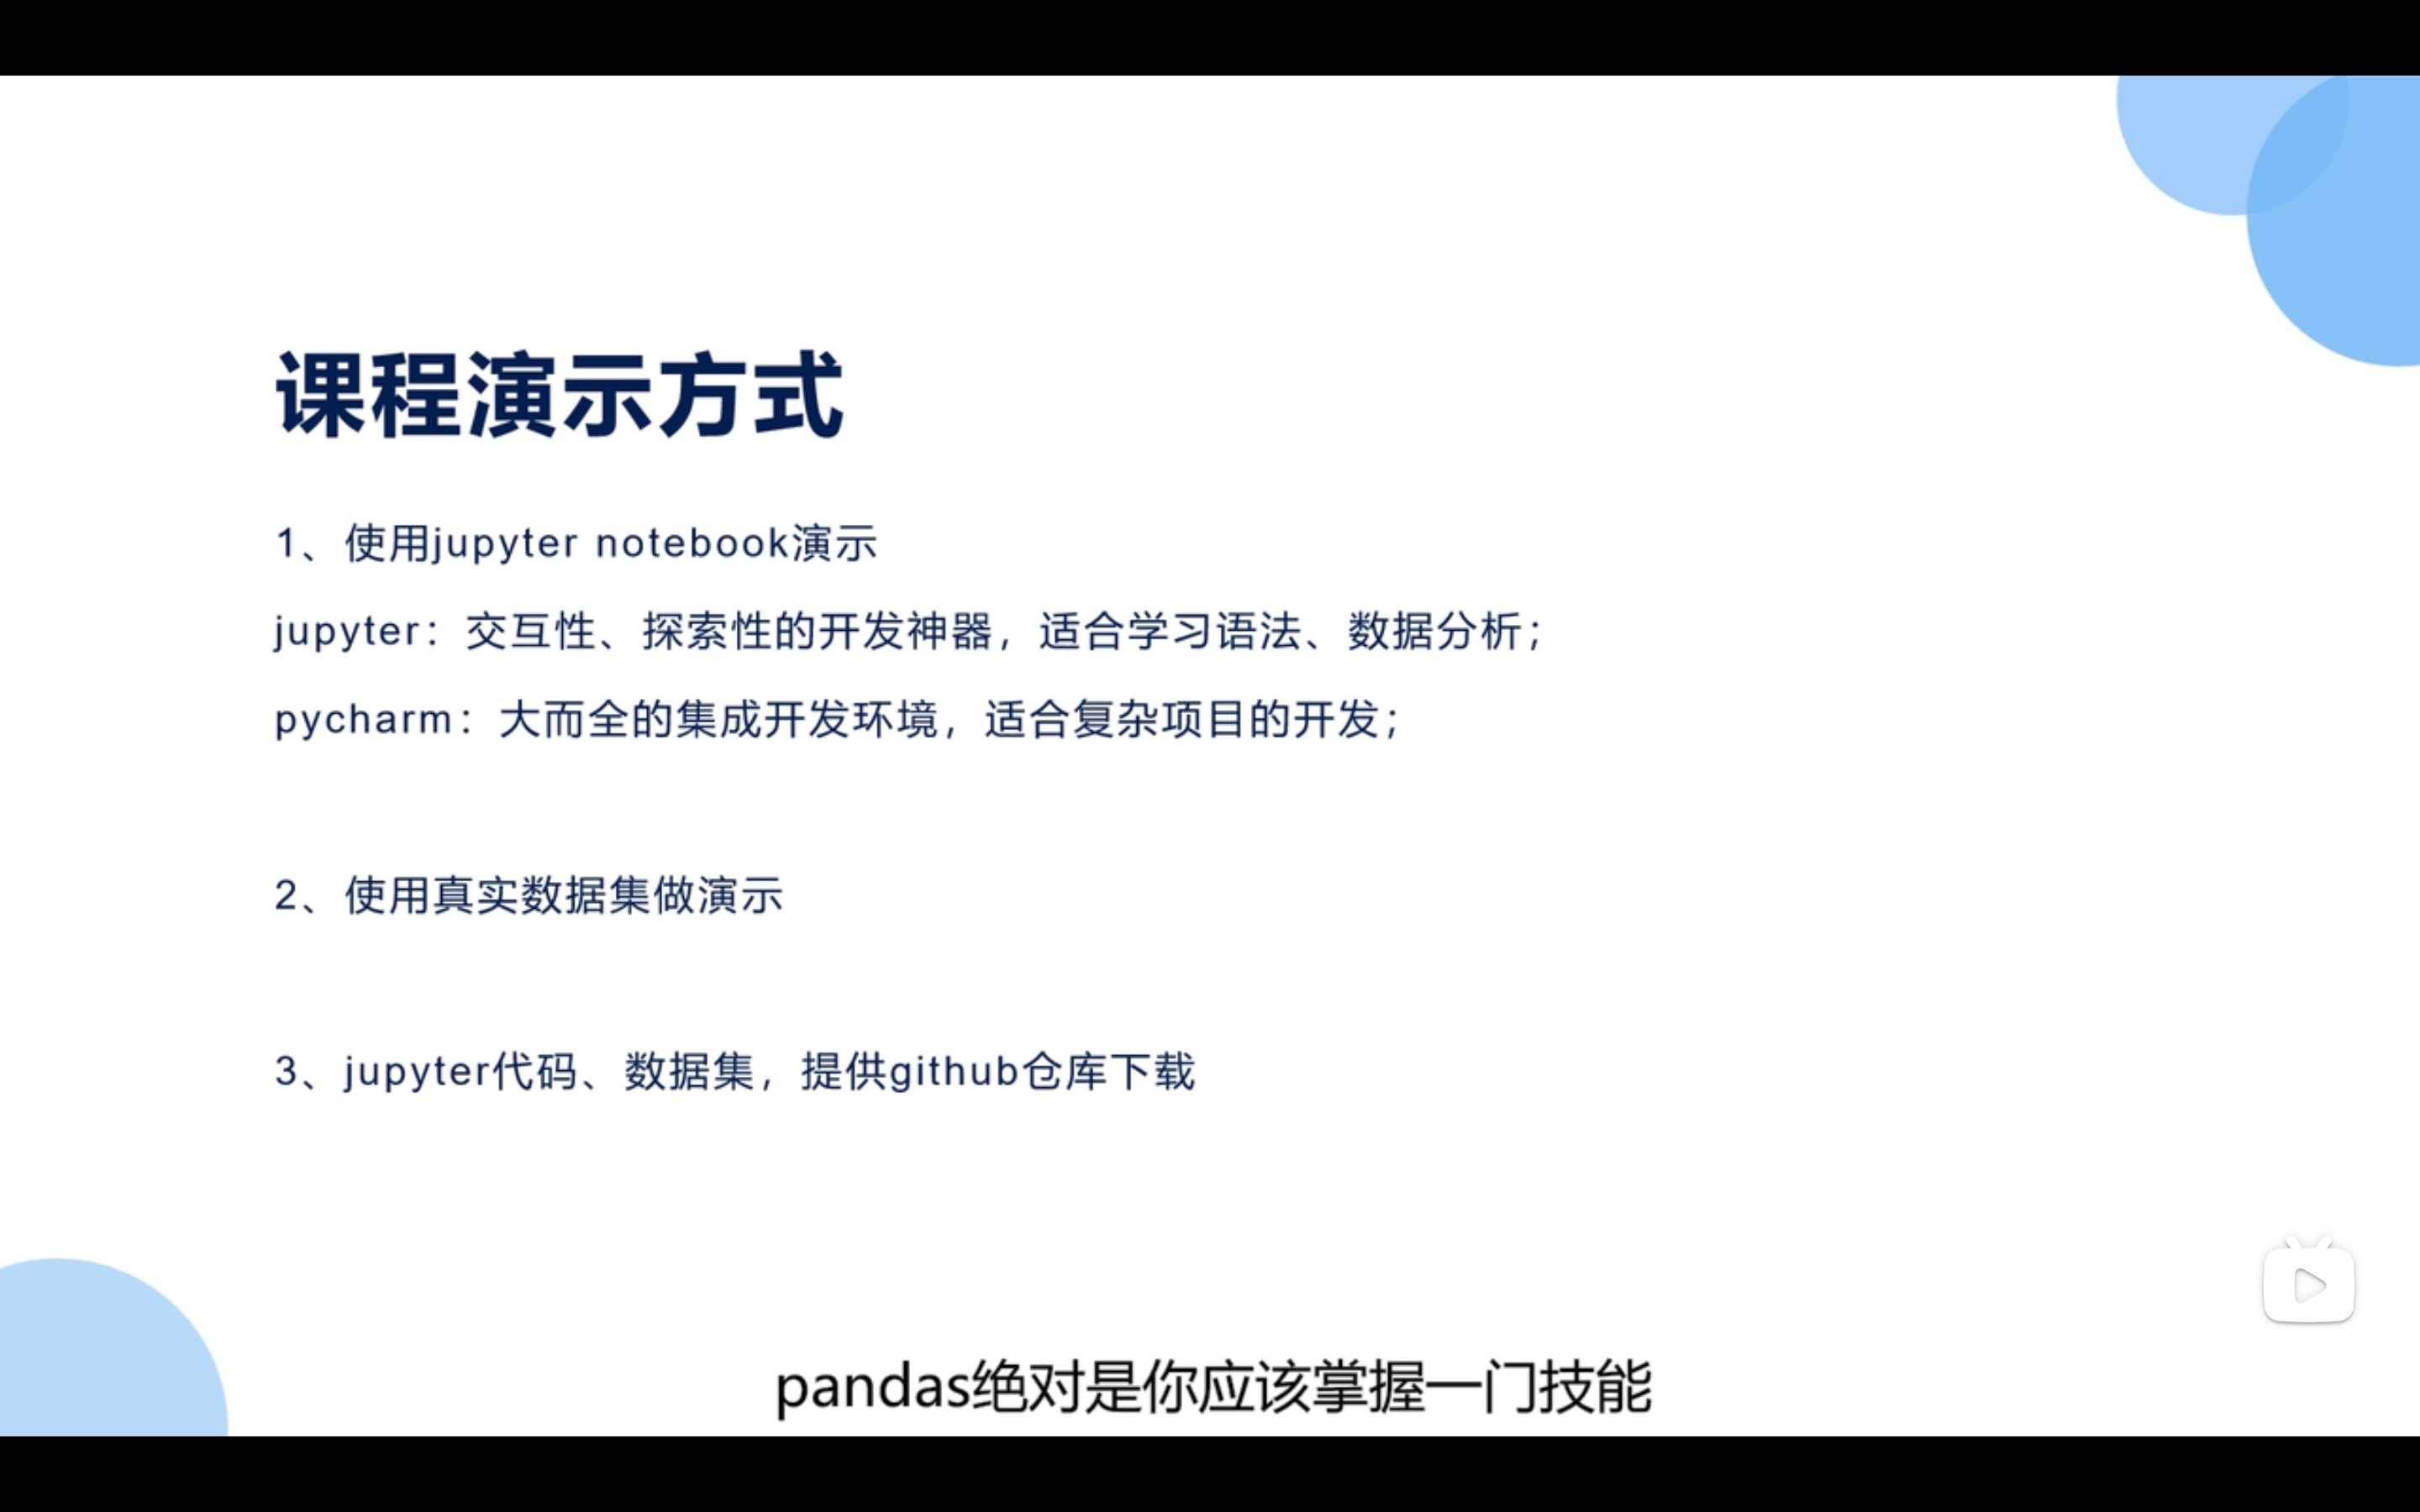 课程演示方式
1、使用jupyter notebook演示
jupyter：交互性、探索性的开发神器，适合学习语法、数据分析；
pycharm：大而全的集成开发环境，适合复杂项目的开发；
2、使用真实数据集做演示
3、jupyter代码、数据集，提供github仓库下载
pandas绝对是你应该掌握一门技能